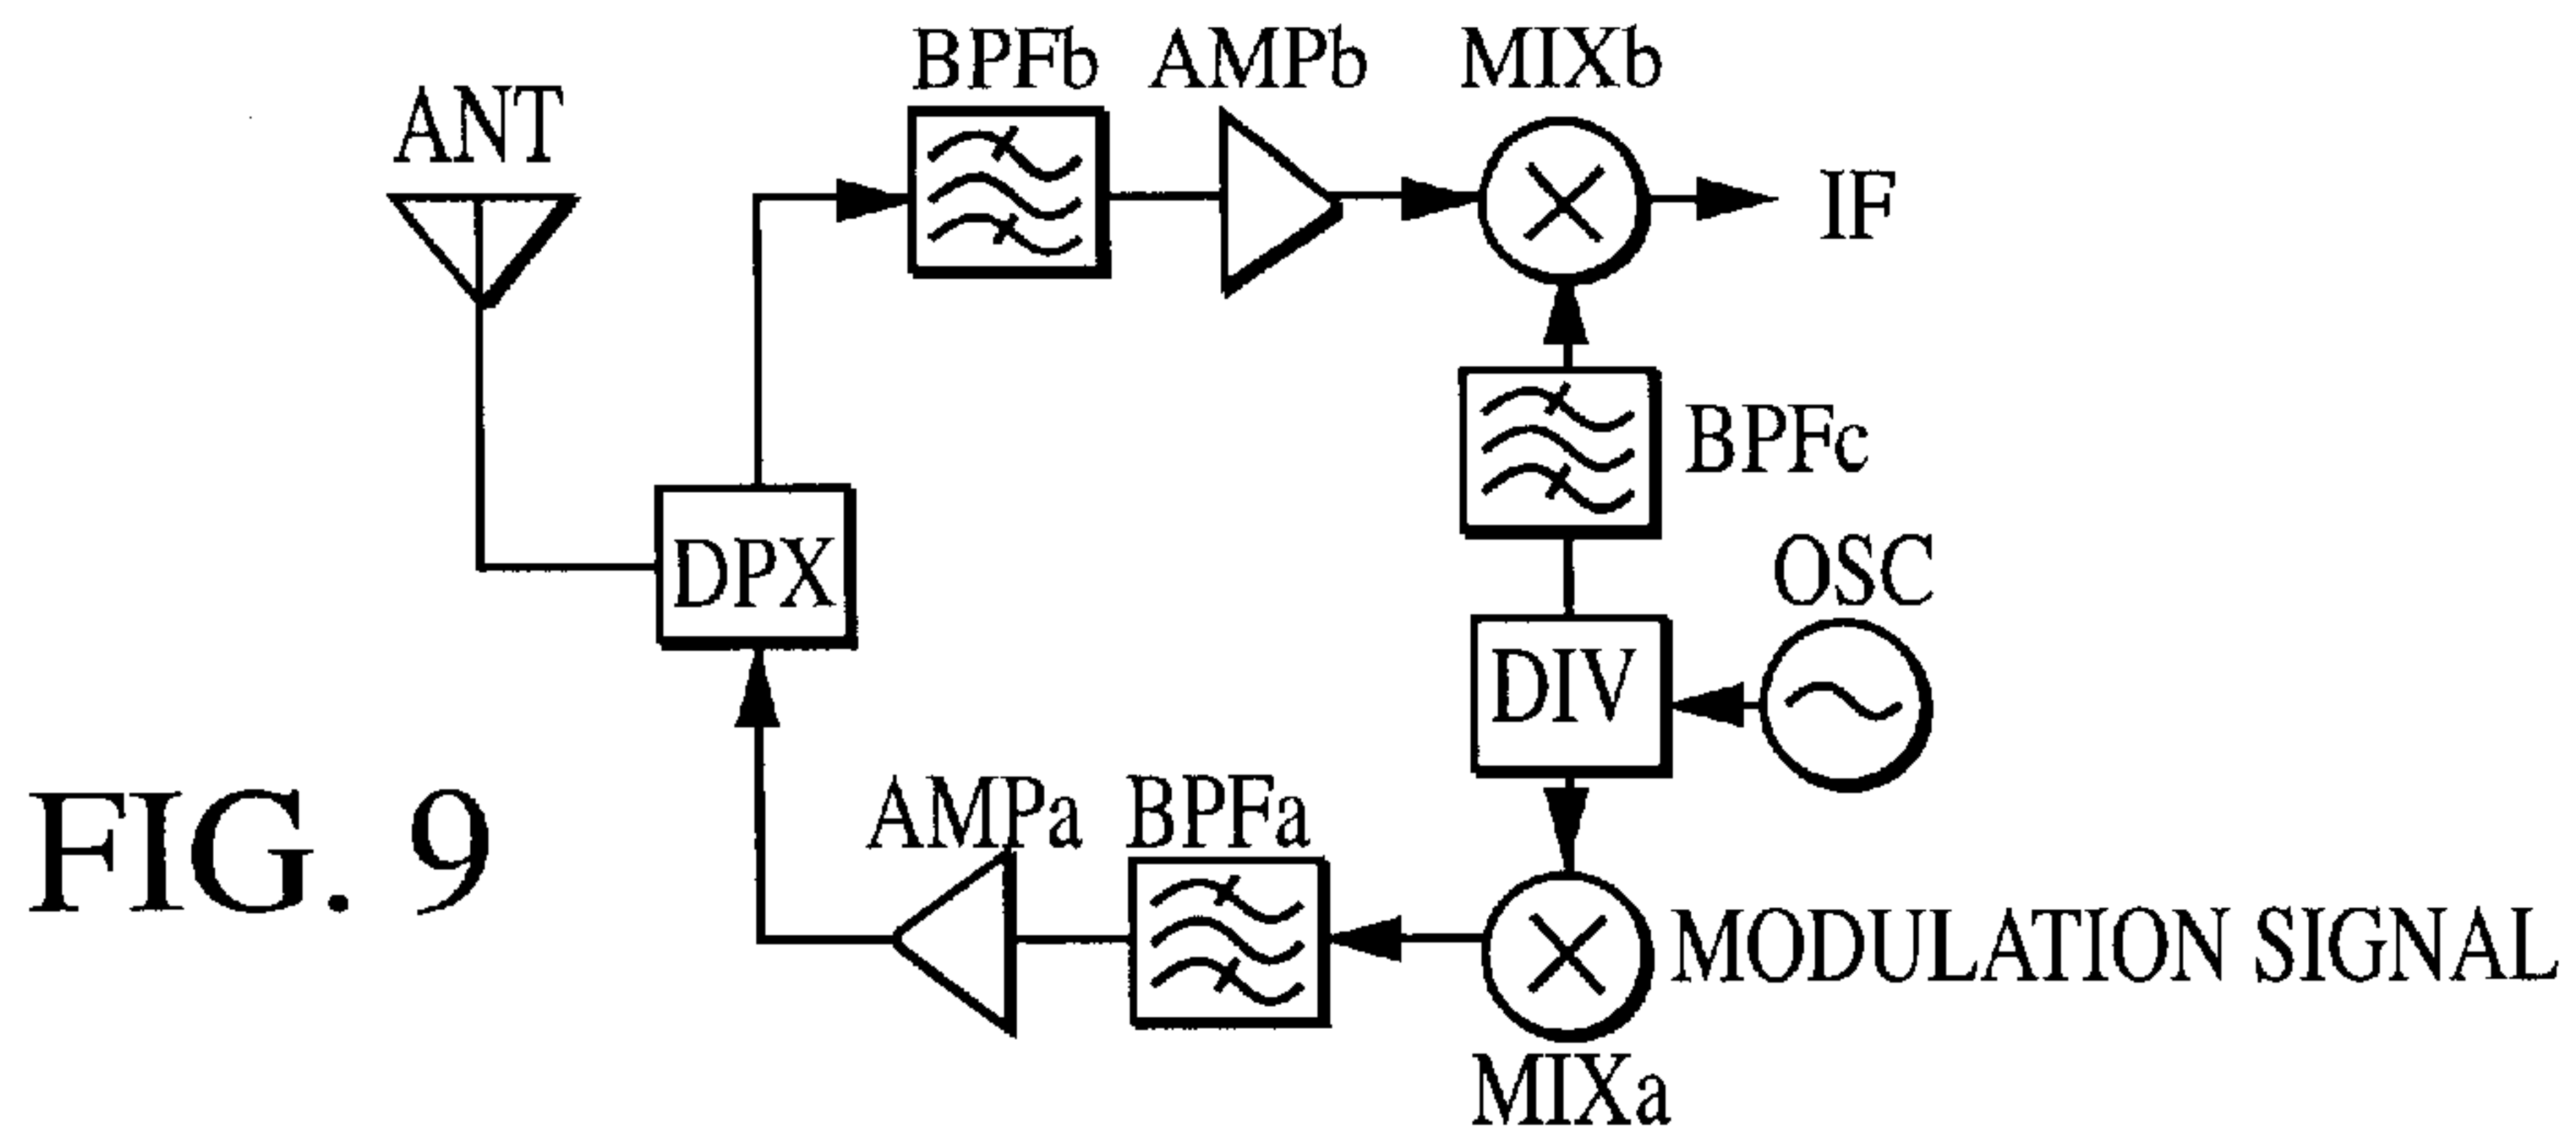 BPFb
AMPb
MIXb
ANT
IF
BPFc
OSC
DPX
DIV
AMPa
BPFa
FIG. 9
MODULATION SIGNAL
MIXa